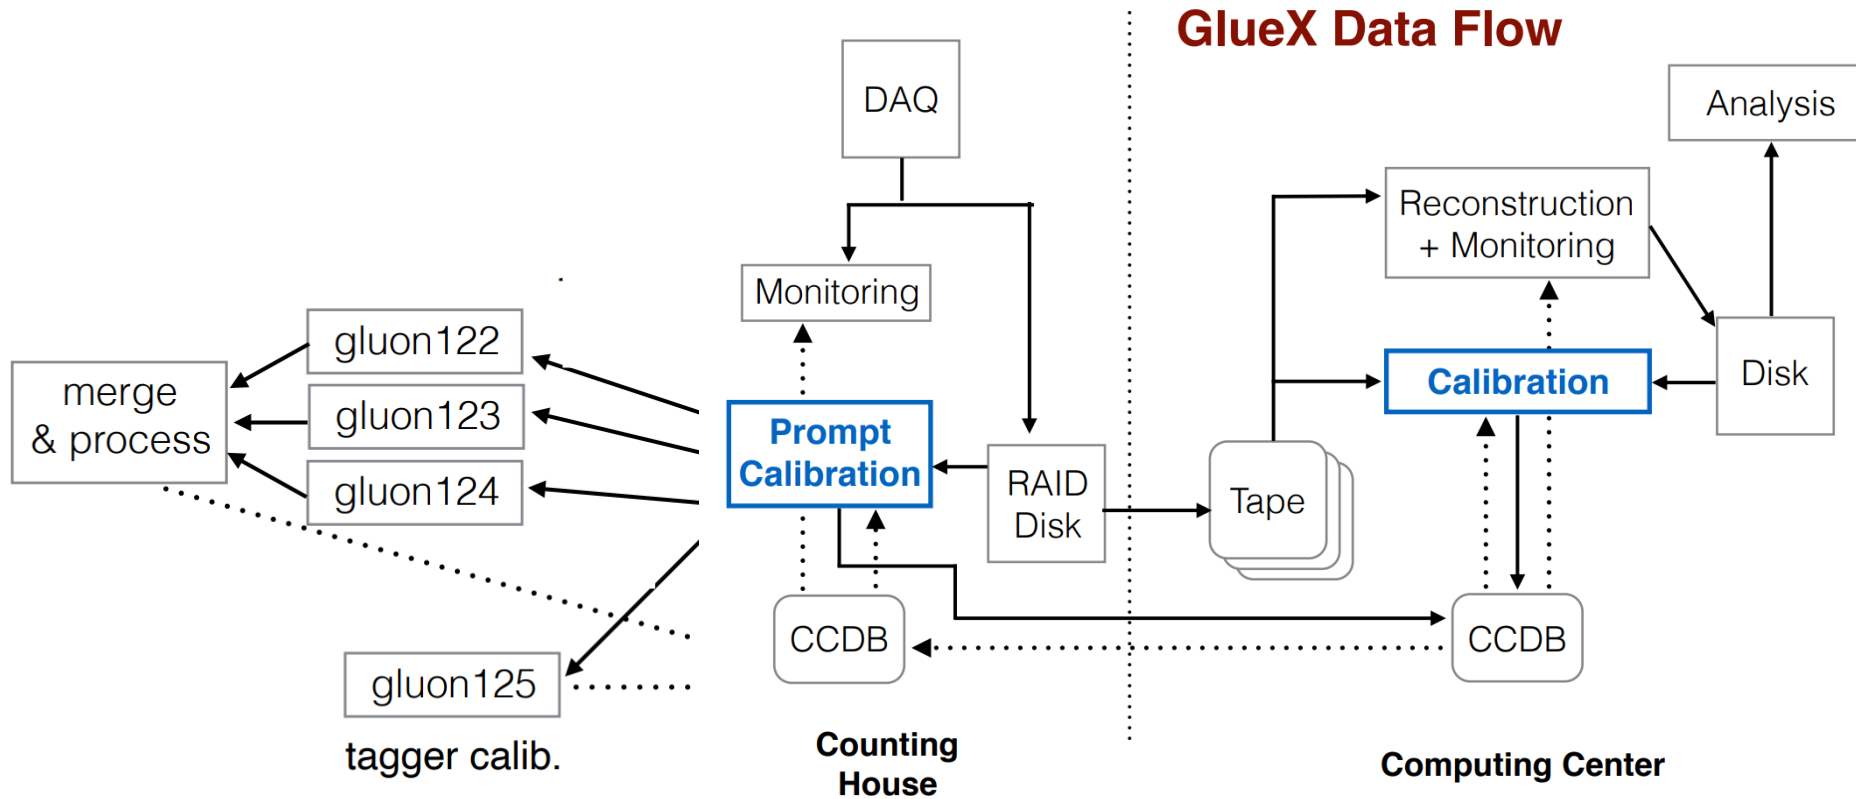 GlueX Data Flow
DAQ
Analysis
Reconstruction
+ Monitoring
Monitoring
gluon122
merge
& process
gluon123
gluon124
Prompt
Calibration
RAID
Disk
Tape
Calibration
Disk
CCDB
CCDB
gluon125
tagger calib.
Counting
House
Computing Center